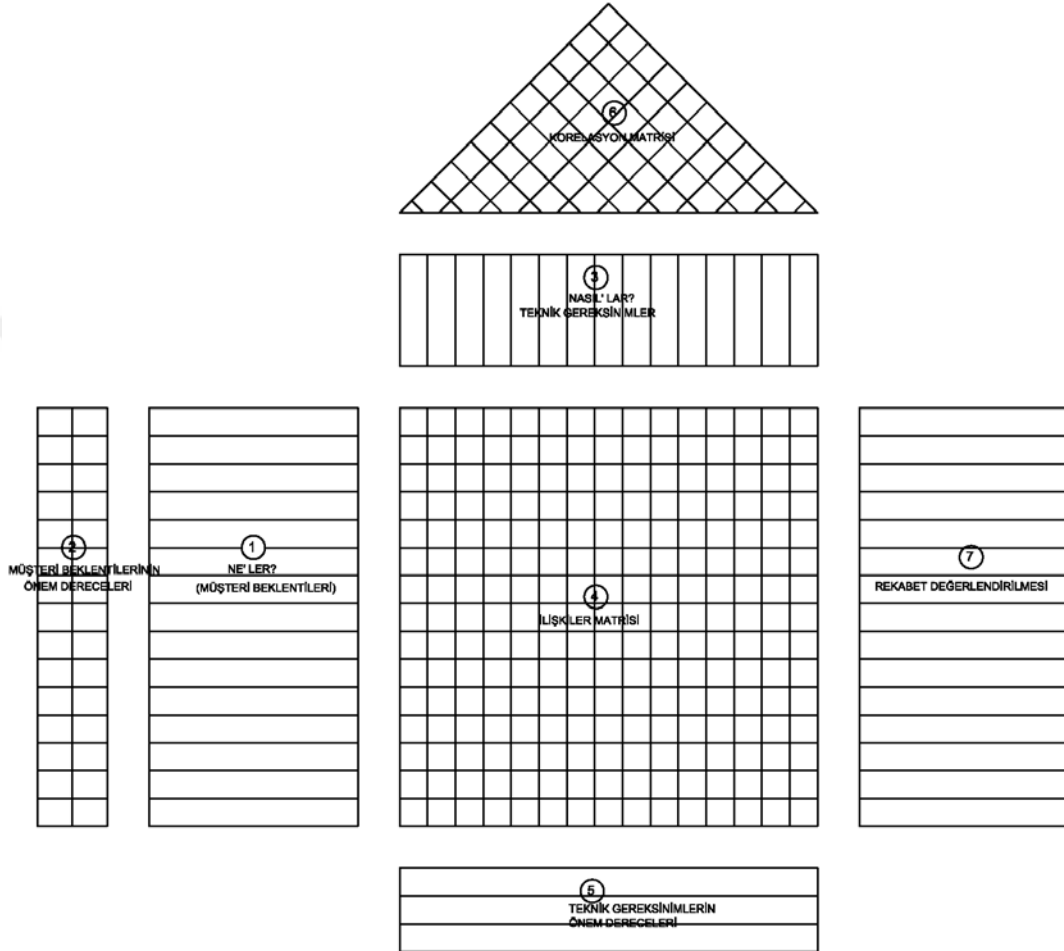 6
KORELASYON MATRİSİ
3
NASIL' LAR?
TEKNİK GEREKSİN MLER
2
MÜŞTERİ BEKLENTİLERİNİN
ÖNEM DERECELERİ
1
NE' LER?
(MÜŞTERİ BEKLENTİLERİ)
4
İLİŞKİLER MATRİSİ
7
REKABET DEĞERLENDİRİLMESİ
5
TEKNİK GEREKSİNİMLERİN
ÖNEM DERECELERİ